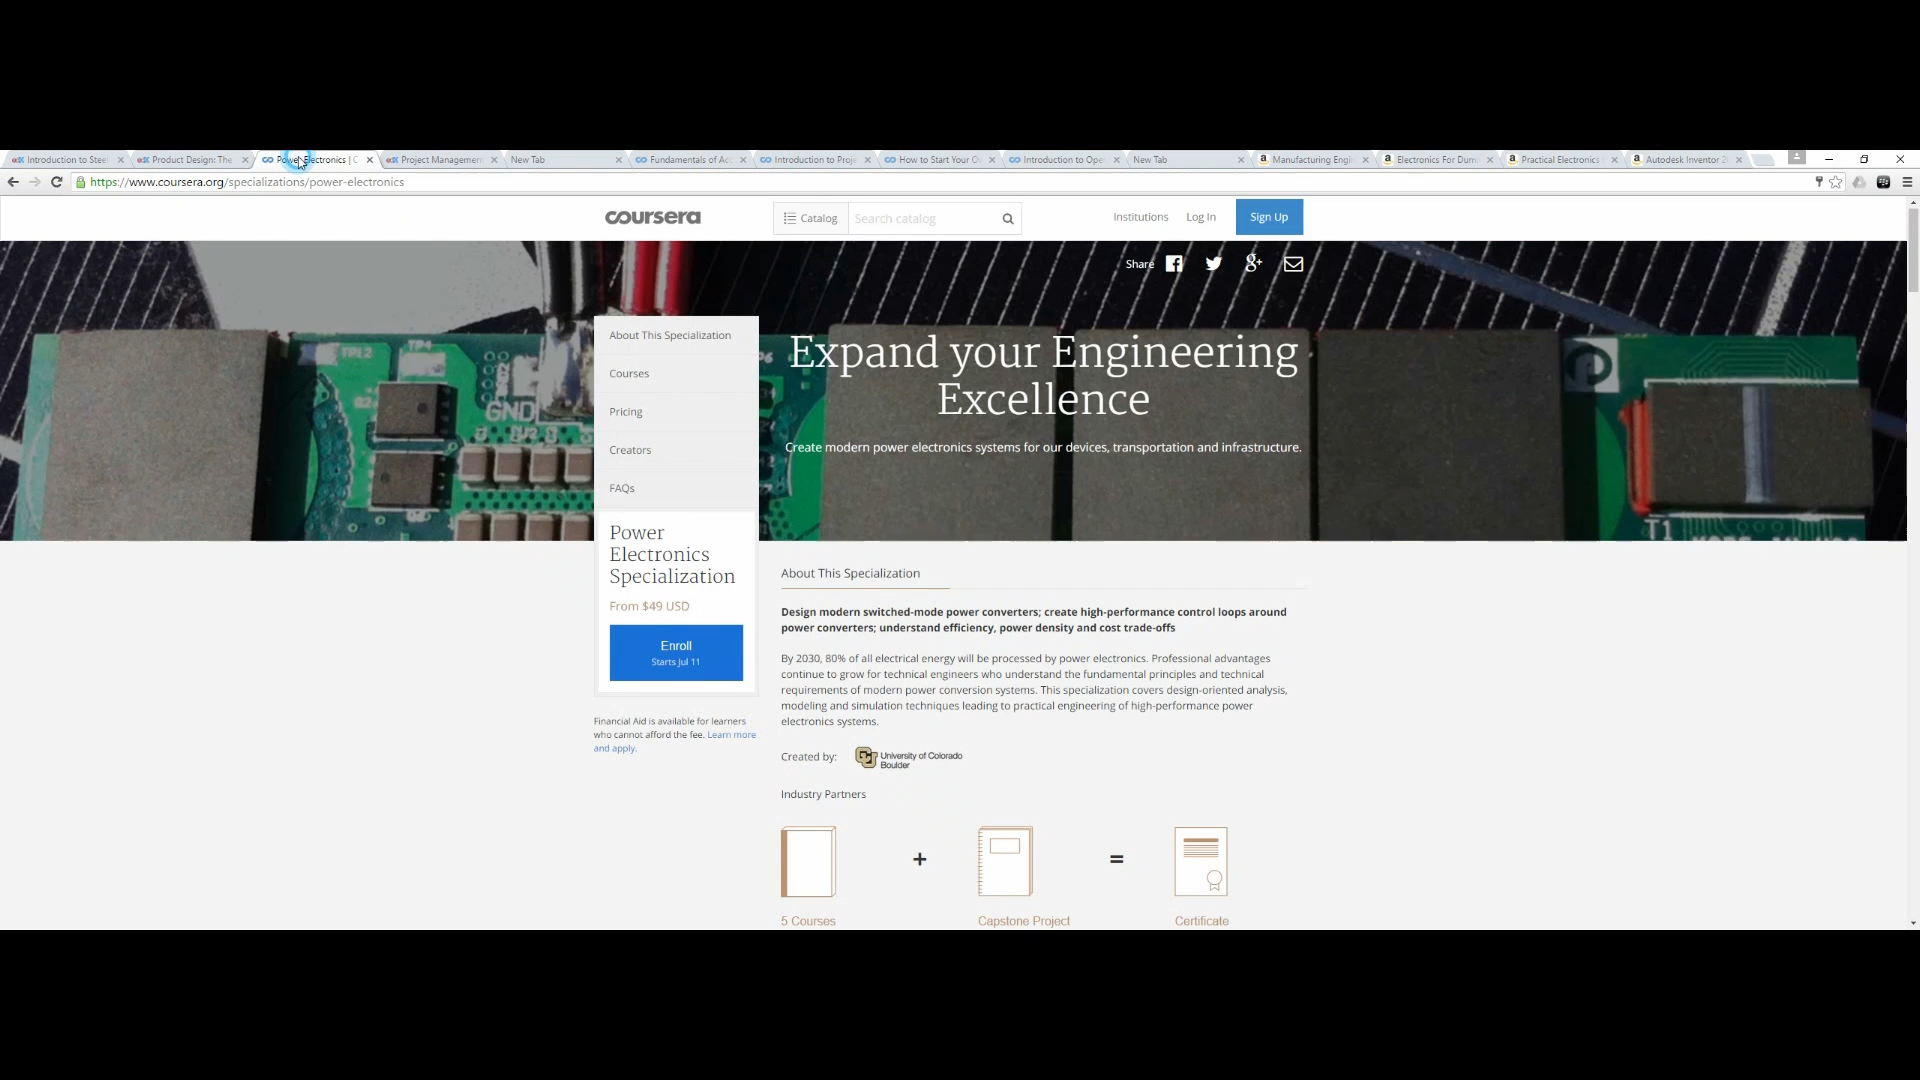 Introduction to Stee
Product Design: The
Power Electronics | C
Project Management
New Tab
Fundamentals of Acc
Introduction to Proje
How to Start Your O
Introduction to Oper
New Tab
Manufacturing Engin
Electronics For Dum
Practical Electronics
Autodesk Inventor 2
https://www.coursera.org/specializations/power-electronics
coursera
Catalog
Search catalog
Institutions
Log In
Sign Up
Share
About This Specialization
Courses
Pricing
Creators
FAQs
Expand your Engineering
Excellence
Create modern power electronics systems for our devices, transportation and infrastructure.
TP12
TP4
GND
T1
Power
Electronics
Specialization
From $49 USD
Enroll
Starts Jul 11
Financial Aid is available for learners
who cannot afford the fee. Learn more
and apply.
About This Specialization
Design modern switched-mode power converters; create high-performance control loops around
power converters; understand efficiency, power density and cost trade-offs
By 2030, 80% of all electrical energy will be processed by power electronics. Professional advantages
continue to grow for technical engineers who understand the fundamental principles and technical
requirements of modern power conversion systems. This specialization covers design-oriented analysis,
modeling and simulation techniques leading to practical engineering of high-performance power
electronics systems.
Created by:
University of Colorado
Boulder
Industry Partners
+
=
5 Courses
Capstone Project
Certificate